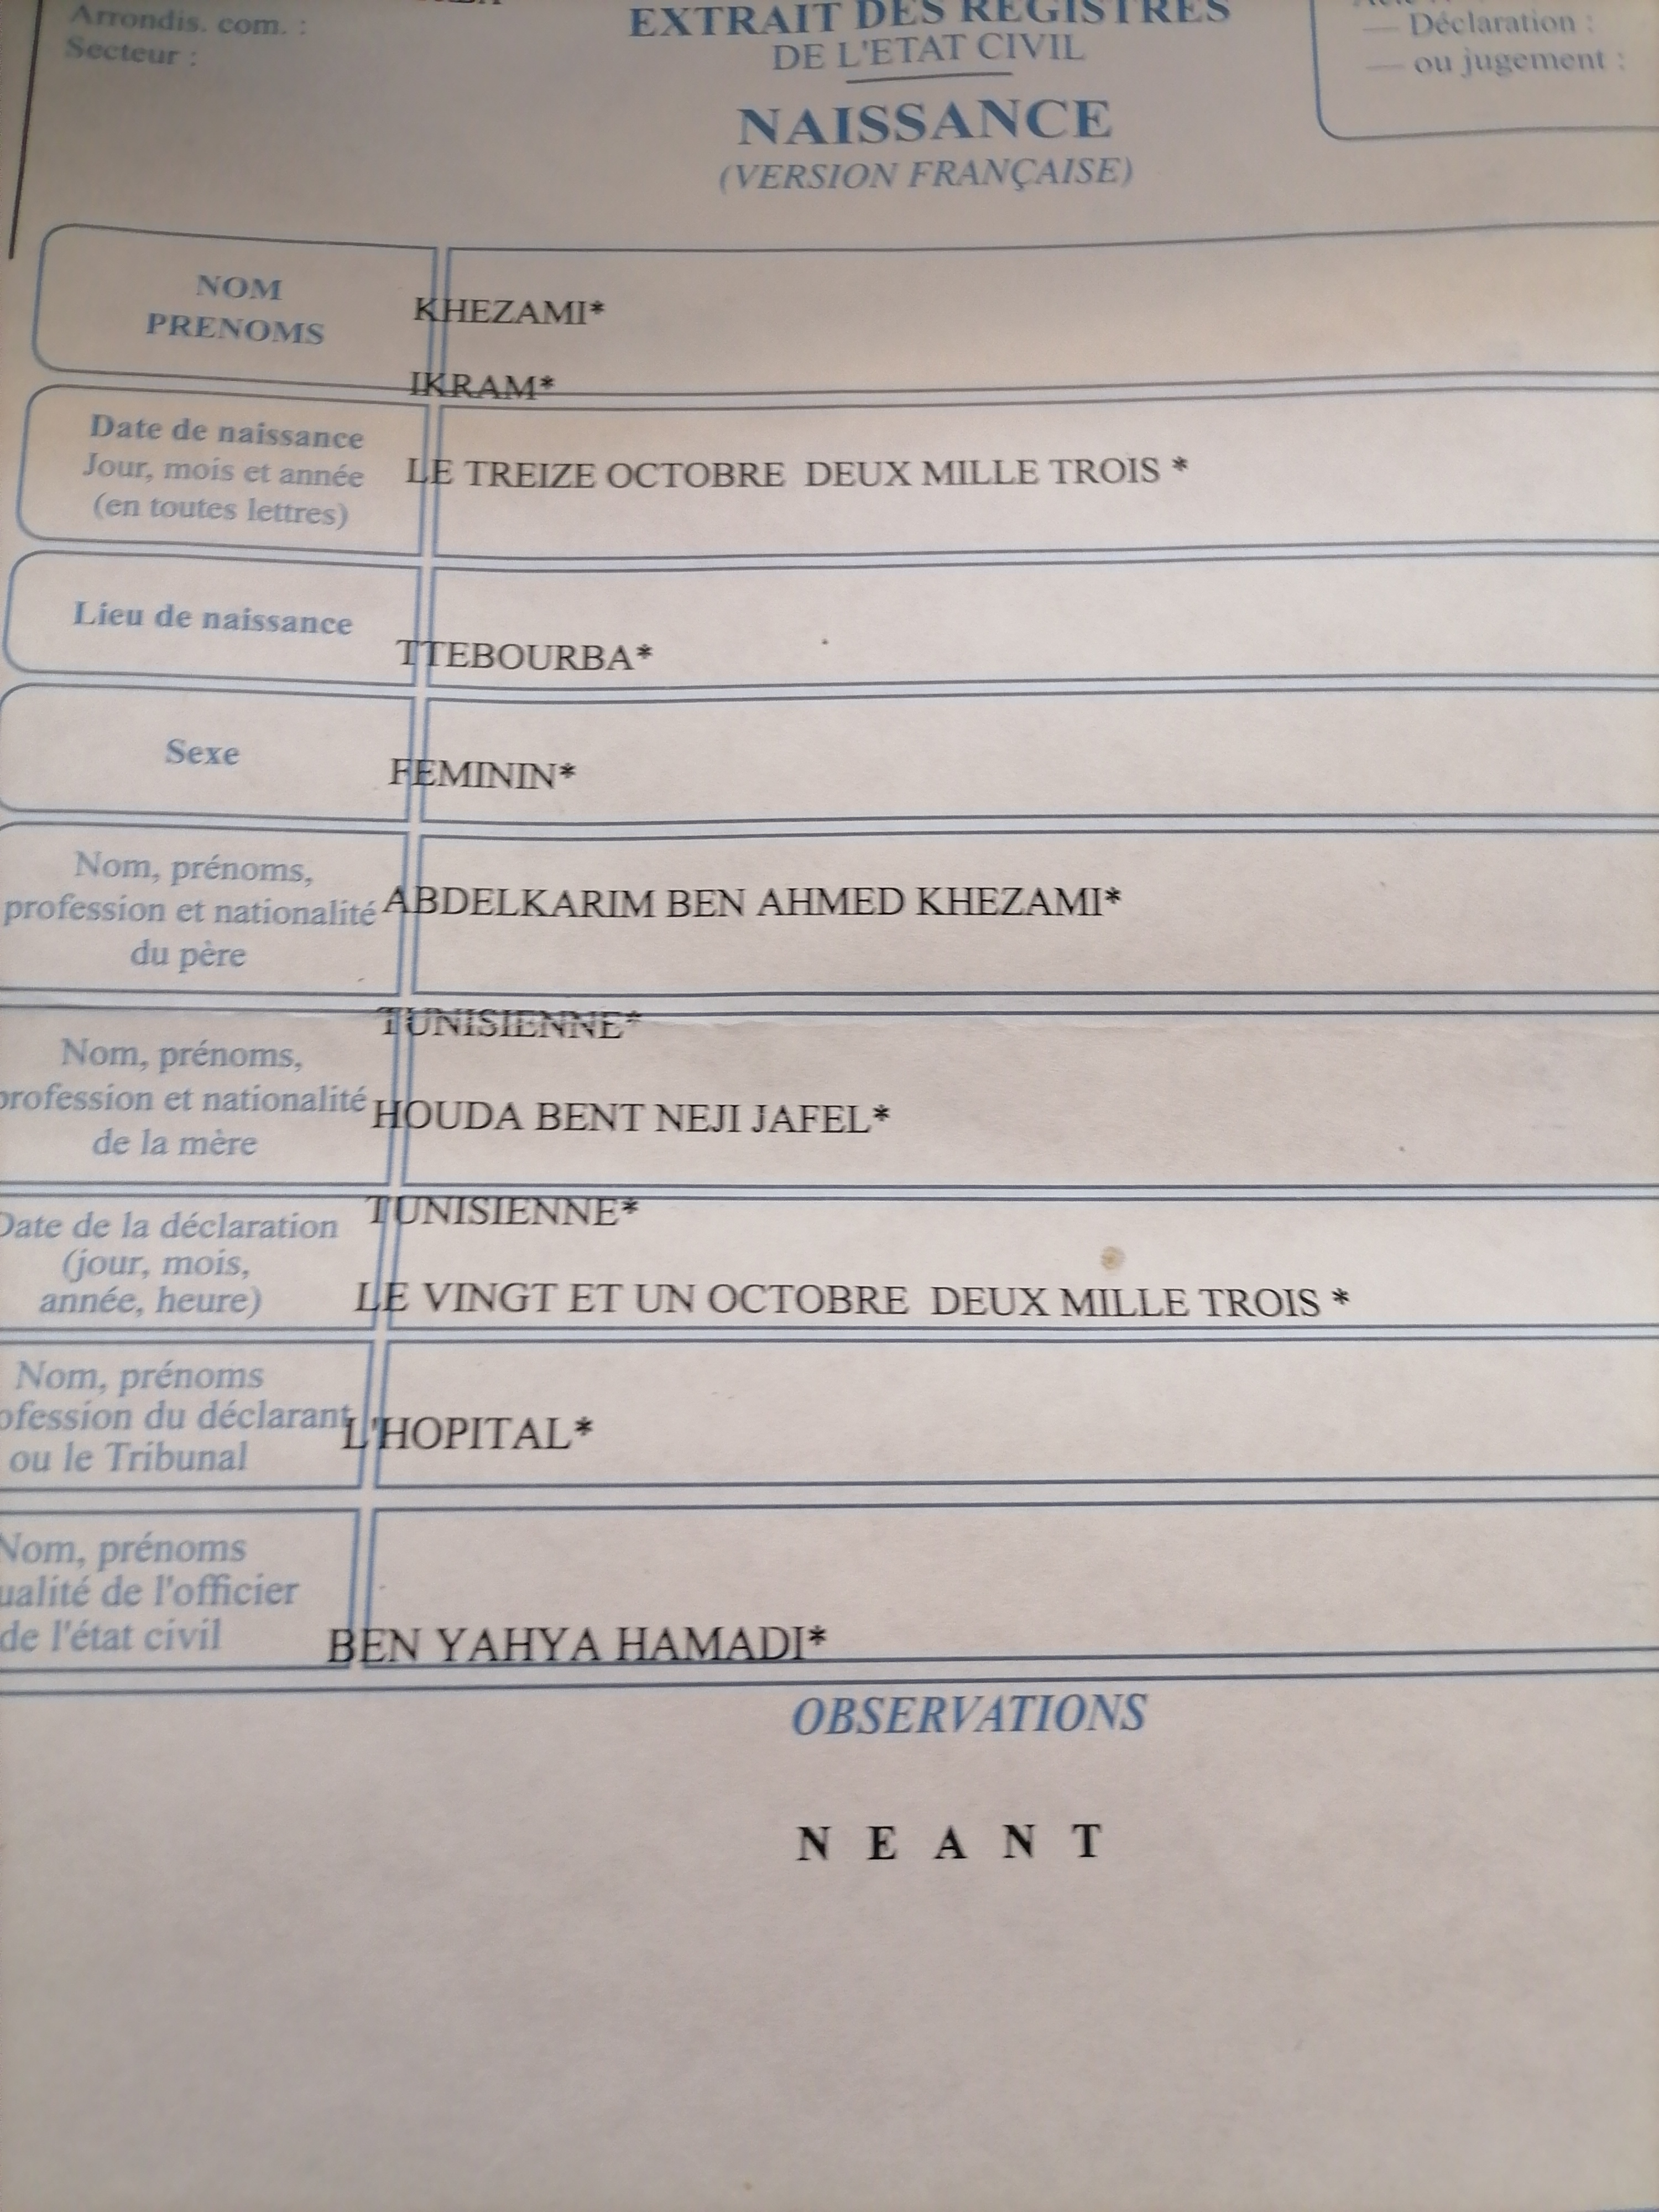 Arrondis. com. :
Secteur :
EXTRAIT DES REGISTRES
DE L'ETAT CIVIL
NAISSANCE
(VERSION FRANÇAISE)
— Déclaration :
— ou jugement :
NOM
PRENOMS
KHEZAMI*
IKRAM*
Date de naissance
Jour, mois et année
(en toutes lettres)
LE TREIZE OCTOBRE DEUX MILLE TROIS *
Lieu de naissance
TTEBOURBA*
Sexe
FEMININ*
Nom, prénoms,
profession et nationalité
du père
ABDELKARIM BEN AHMED KHEZAMI*
TUNISIENNE*
Nom, prénoms,
profession et nationalité
de la mère
HOUDA BENT NEJI JAFEL*
TUNISIENNE*
Date de la déclaration
(jour, mois,
année, heure)
LE VINGT ET UN OCTOBRE DEUX MILLE TROIS *
Nom, prénoms
ofession du déclarant
ou le Tribunal
L'HOPITAL*
Nom, prénoms
ualité de l'officier
de l'état civil
BEN YAHYA HAMADI*
OBSERVATIONS
N E A N T